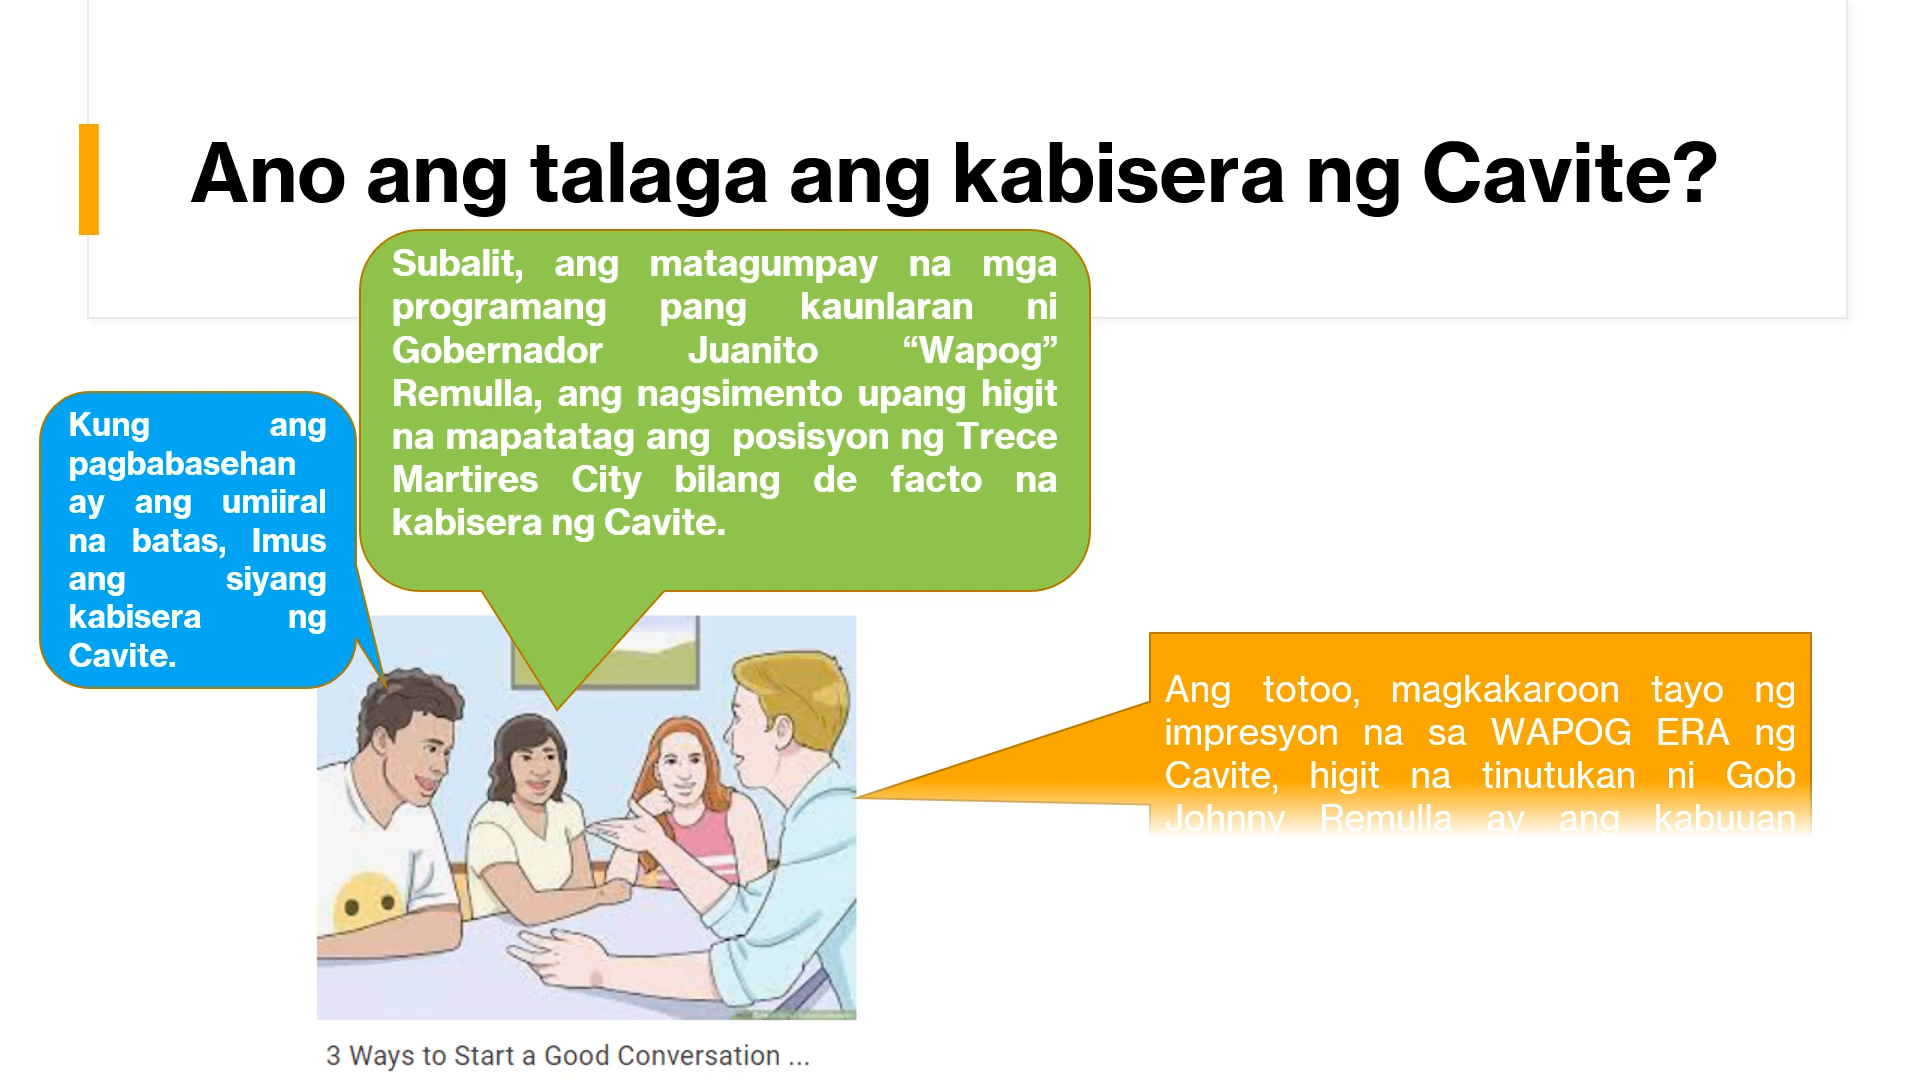 Ano ang talaga ang kabisera ng Cavite?
Kung ang
pagbabasehan
ay ang umiiral
na batas, Imus
ang siyang
kabisera ng
Cavite.
Subalit, ang matagumpay na mga
programang pang kaunlaran ni
Gobernador Juanito “Wapog”
Remulla, ang nagsimento upang higit
na mapatatag ang posisyon ng Trece
Martires City bilang de facto na
kabisera ng Cavite.
Ang totoo, magkakaroon tayo ng
impresyon na sa WAPOG ERA ng
Cavite, higit na tinutukan ni Gob
Johnny Remulla ay ang kabuuan
3 Ways to Start a Good Conversation ...